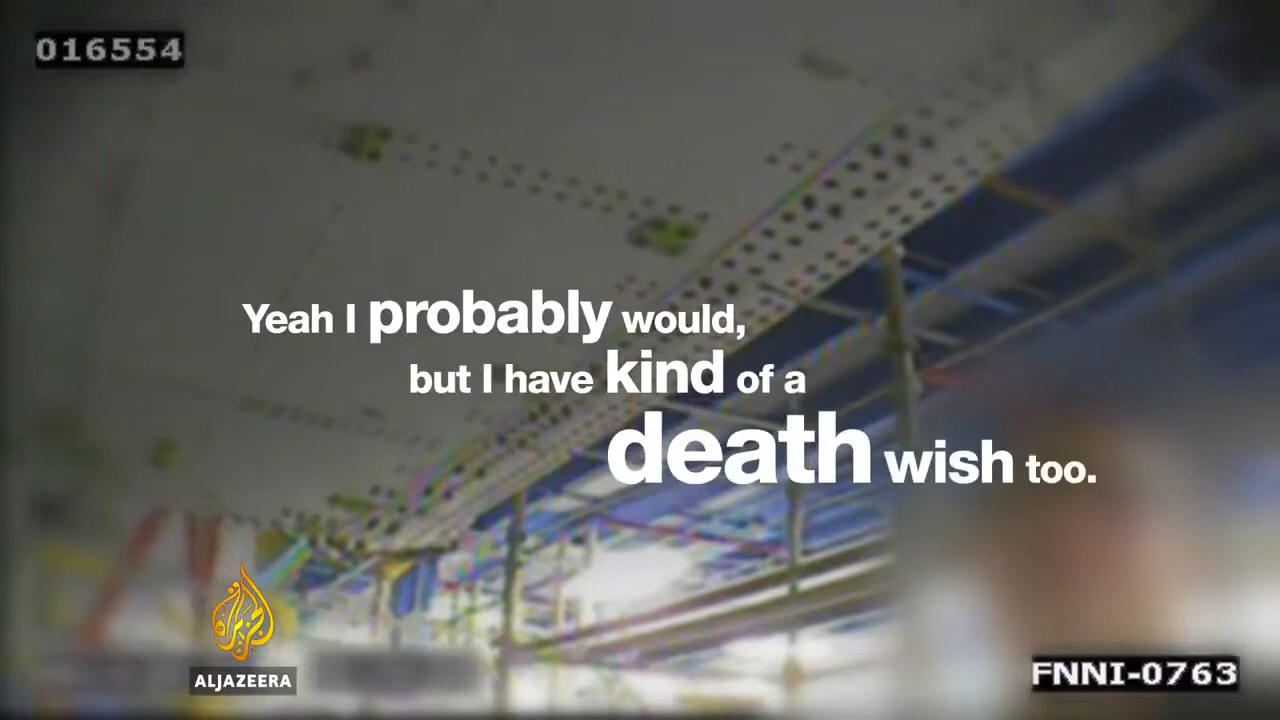 016554
Yeah I probably would,
but I have kind of a
death wish too.
ALJAZEERA
FNNI-0763